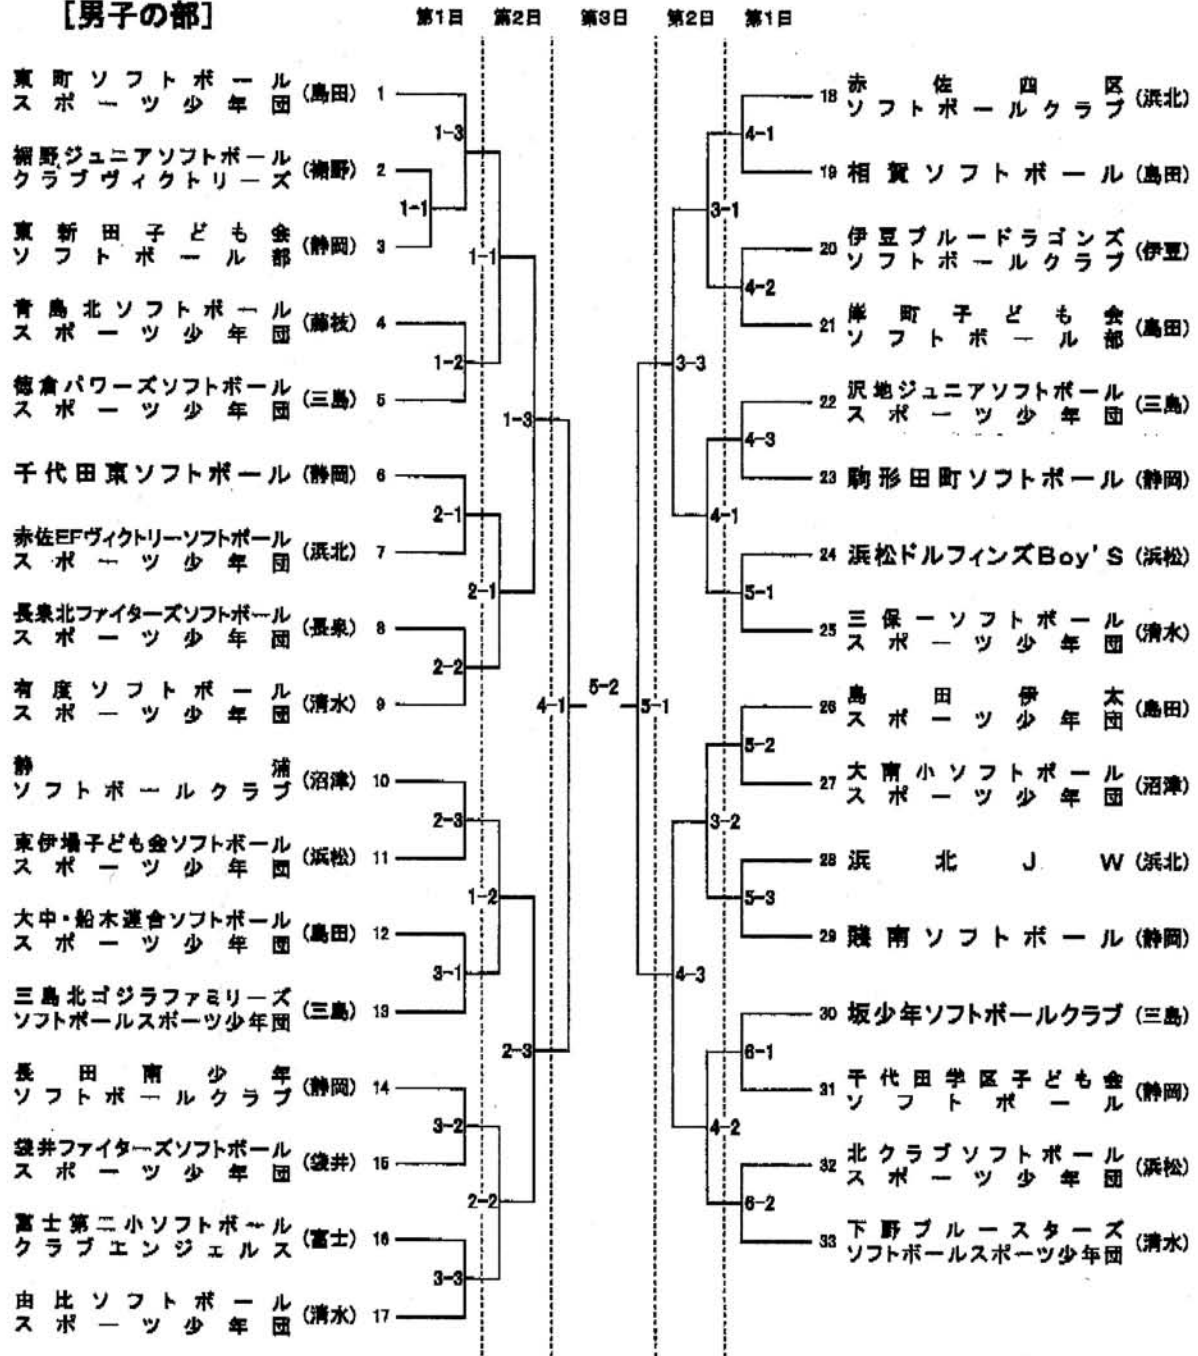 ［男子の部］
第1日 第2日 第3日 第2日 第1日
東町ソフトボール
スポーツ少年団 (島田) 1
裾野ジュニアソフトボール
クラブヴィクトリーズ (裾野) 2
東新田子ども会
ソフトボール部 (静岡) 3
青島北ソフトボール
スポーツ少年団 (藤枝) 4
徳倉パワーズソフトボール
スポーツ少年団 (三島) 5
千代田東ソフトボール (静岡) 6
赤佐EFヴィクトリーソフトボール
スポーツ少年団 (浜北) 7
長泉北ファイターズソフトボール
スポーツ少年団 (長泉) 8
有度ソフトボール
スポーツ少年団 (清水) 9
静浦
ソフトボールクラブ (沼津) 10
東伊場子ども会ソフトボール
スポーツ少年団 (浜松) 11
大中・船木連合ソフトボール
スポーツ少年団 (島田) 12
三島北ゴジラファミリーズ
ソフトボールスポーツ少年団 (三島) 13
長田南少年
ソフトボールクラブ (静岡) 14
袋井ファイターズソフトボール
スポーツ少年団 (袋井) 15
富士第二小ソフトボール
クラブエンジェルス (富士) 16
由比ソフトボール
スポーツ少年団 (清水) 17
1-3
1-1
1-1
1-2
1-3
2-1
2-1
2-2
4-1
2-3
1-2
3-1
2-3
3-2
2-2
3-3
5-2
5-1
4-1
3-1
4-2
3-3
4-3
4-1
5-1
5-2
3-2
5-3
4-3
6-1
4-2
6-2
18 赤佐四区
ソフトボールクラブ (浜北)
19 相賀ソフトボール (島田)
20 伊豆ブルードラゴンズ
ソフトボールクラブ (伊豆)
21 岸町子ども会
ソフトボール部 (島田)
22 沢地ジュニアソフトボール
スポーツ少年団 (三島)
23 駒形田町ソフトボール (静岡)
24 浜松ドルフィンズBoy'S (浜松)
25 三保一ソフトボール
スポーツ少年団 (清水)
26 島田伊太
スポーツ少年団 (島田)
27 大南小ソフトボール
スポーツ少年団 (沼津)
28 浜北JW (浜北)
29 賤南ソフトボール (静岡)
30 坂少年ソフトボールクラブ (三島)
31 千代田学区子ども会
ソフトボール (静岡)
32 北クラブソフトボール
スポーツ少年団 (浜松)
33 下野ブルースターズ
ソフトボールスポーツ少年団 (清水)